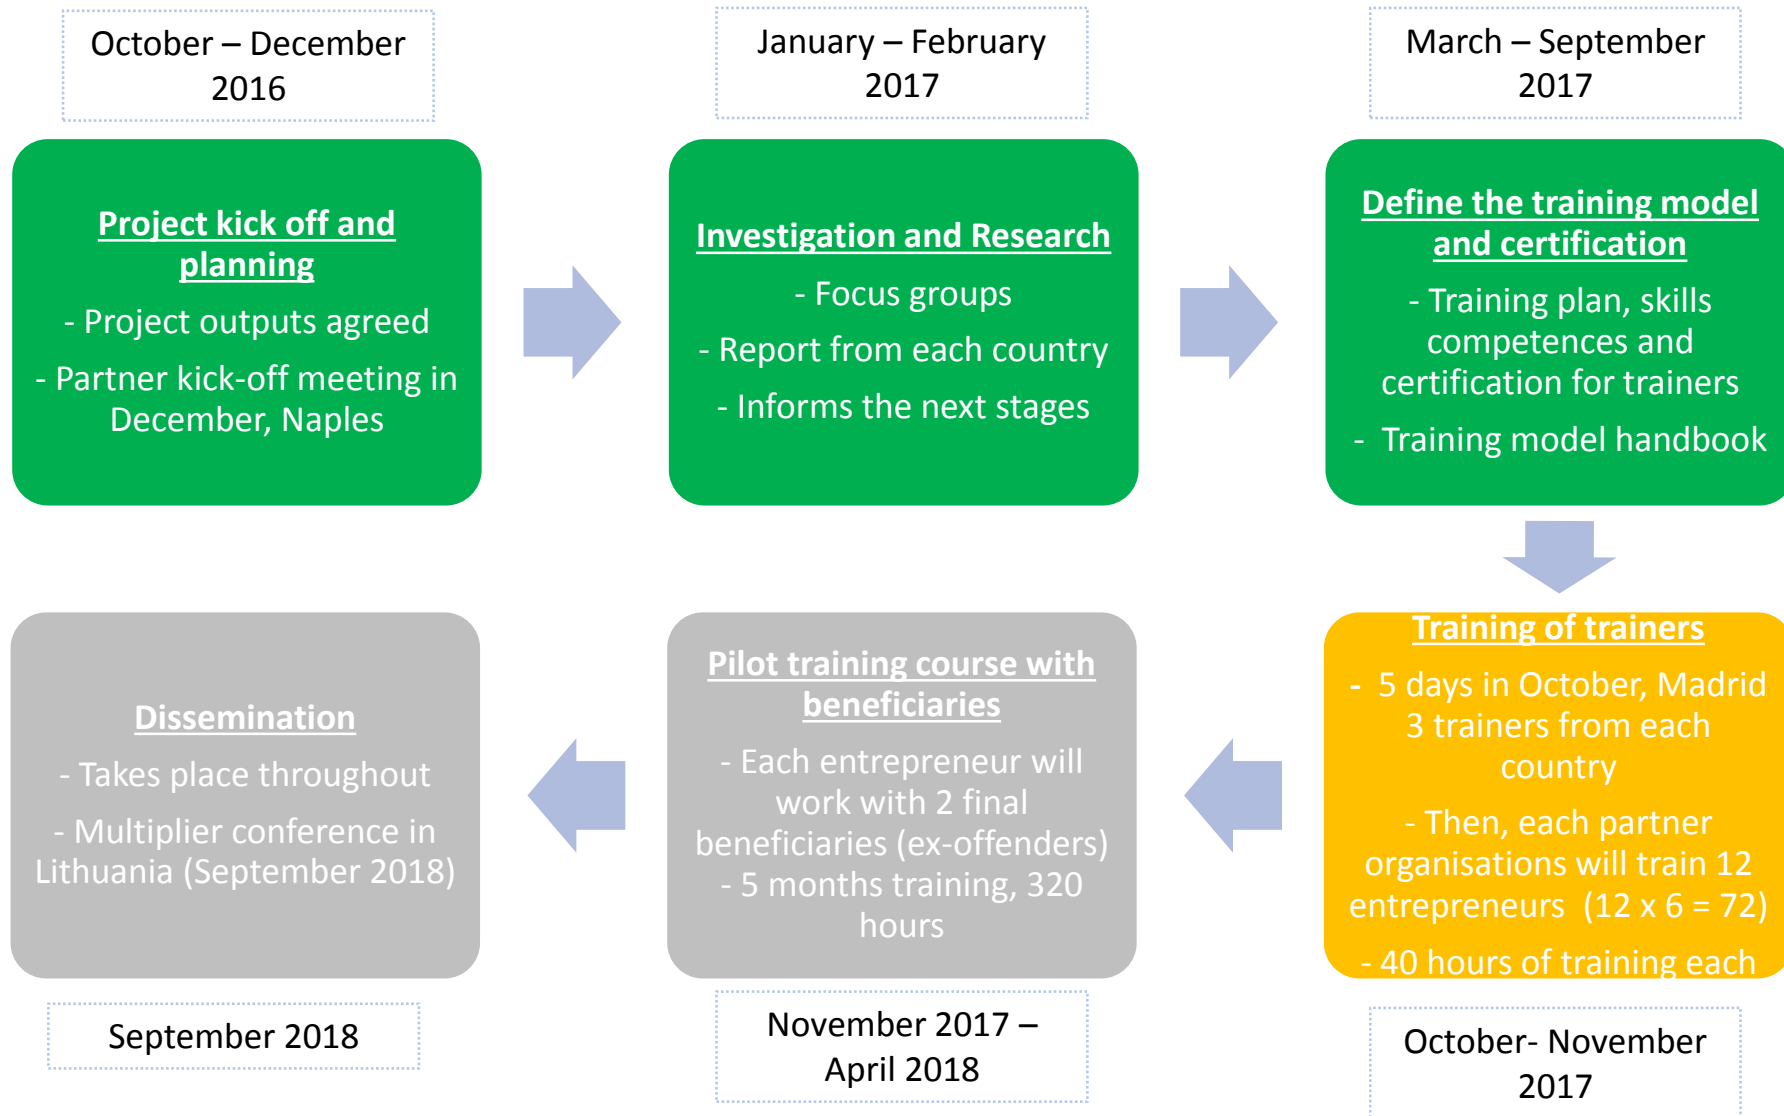 October – December
2016
January – February
2017
March – September
2017
Project kick off and
planning
- Project outputs agreed
- Partner kick-off meeting in
December, Naples
Investigation and Research
- Focus groups
- Report from each country
- Informs the next stages
Define the training model
and certification
- Training plan, skills
competences and
certification for trainers
- Training model handbook
Training of trainers
- 5 days in October, Madrid
3 trainers from each
country
- Then, each partner
organisations will train 12
entrepreneurs (12 x 6 = 72)
- 40 hours of training each
October- November
2017
Pilot training course with
beneficiaries
- Each entrepreneur will
work with 2 final
beneficiaries (ex-offenders)
- 5 months training, 320
hours
November 2017 –
April 2018
Dissemination
- Takes place throughout
- Multiplier conference in
Lithuania (September 2018)
September 2018